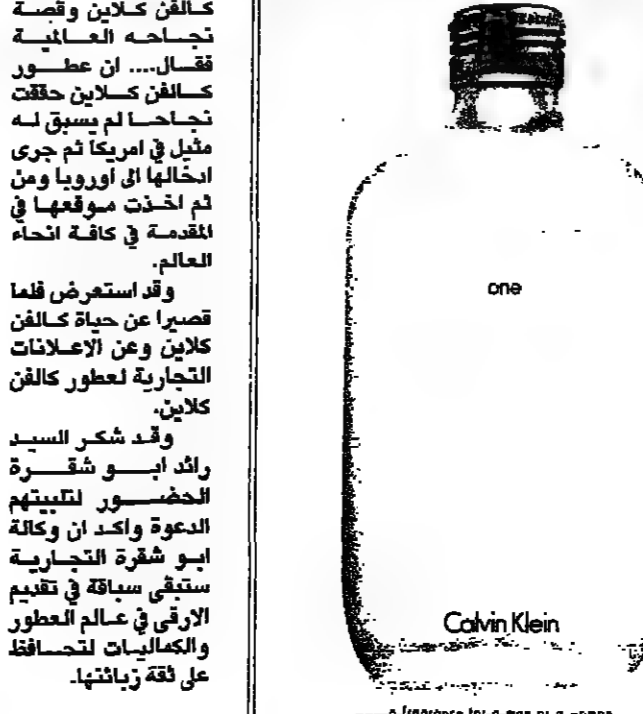 كالفن كلاين وقصة
نجاحه العالمية
فقال.... ان عطور
كالفن كلاين حققت
نجاحا لم يسبق له
مثيل في امريكا ثم جرى
ادخالها الى اوروبا ومن
ثم اخذت موقعها في
المقدمة في كافة انحاء
العالم.
وقد استعرض فلما
قصيرا عن حياة كالفن
كلاين وعن الاعلانات
التجارية لعطور كالفن
كلاين.
وقد شكر السيد
رائد ابو شقرة
الحضور لتلبيتهم
الدعوة واكد ان وكالة
ابو شقرة التجارية
ستبقى سباقة في تقديم
الارقى في عالم العطور
والكماليات لتحافظ
على ثقة زبائنها.
one
Calvin Klein
a fragrance for a man or a